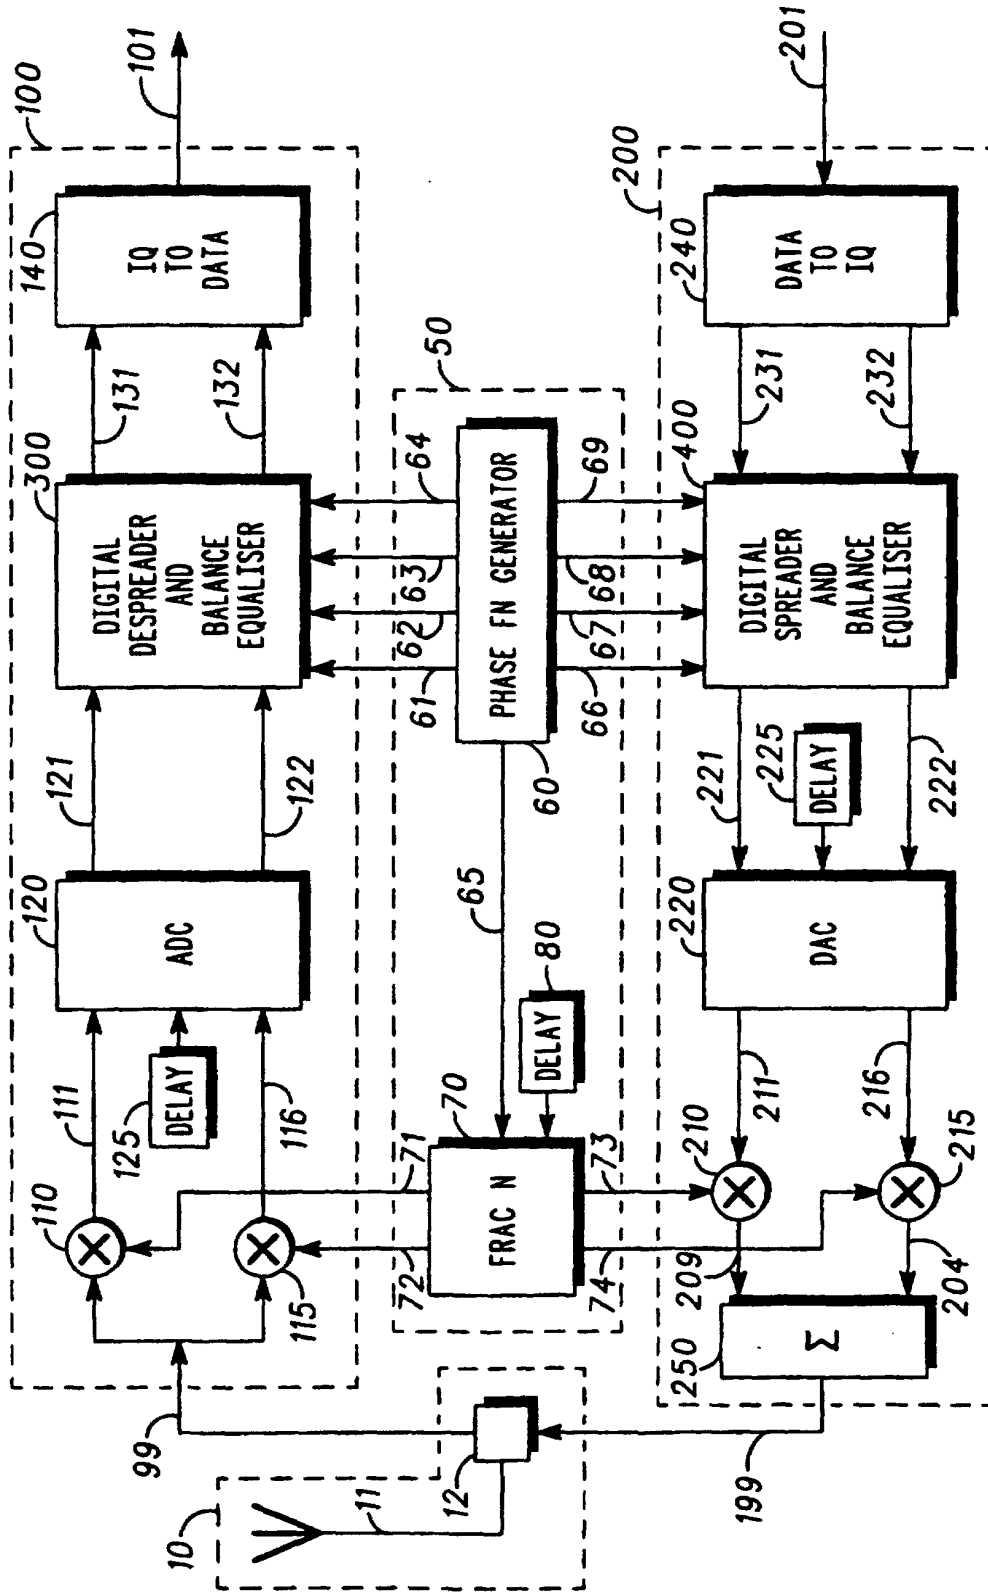 100
101
140
IQ
TO
DATA
131
132
300
DIGITAL
DESPREADER
AND
BALANCE
EQUALISER
121
122
120
ADC
111
125
DELAY
116
110
115
99
50
64
63
62
61
PHASE FN GENERATOR
60
69
68
67
66
65
80
DELAY
70
FRAC N
71
72
73
74
10
11
12
199
201
200
240
DATA
TO
IQ
231
232
400
DIGITAL
SPREADER
AND
BALANCE
EQUALISER
221
225
DELAY
222
220
DAC
211
216
210
215
209
204
250
Σ